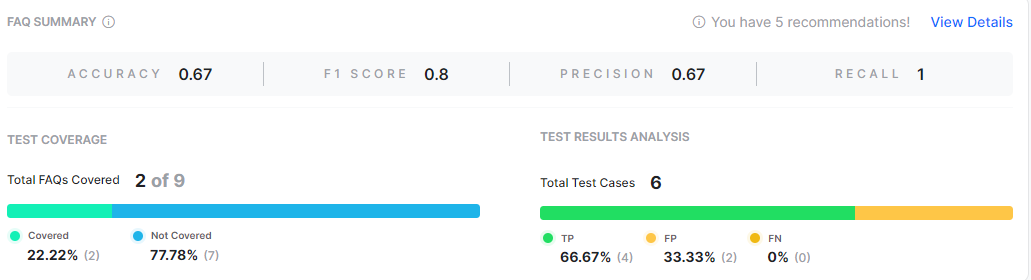 FAQ SUMMARY
You have 5 recommendations! View Details
ACCURACY 0.67 F1 SCORE 0.8 PRECISION 0.67 RECALL 1
TEST COVERAGE
Total FAQs Covered 2 of 9
Covered Not Covered
22.22% (2) 77.78% (7)
TEST RESULTS ANALYSIS
Total Test Cases 6
TP FP FN
66.67% (4) 33.33% (2) 0% (0)